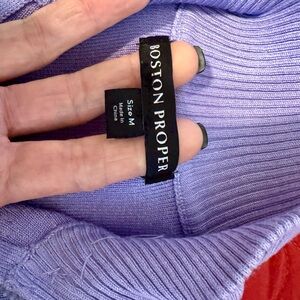 BOSTON PROPER
Size M
Made in
China